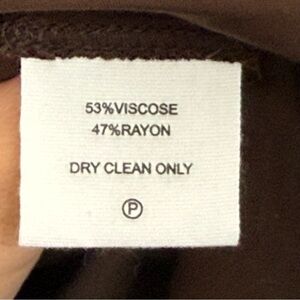 53%VISCOSE
47%RAYON
DRY CLEAN ONLY
Ⓟ